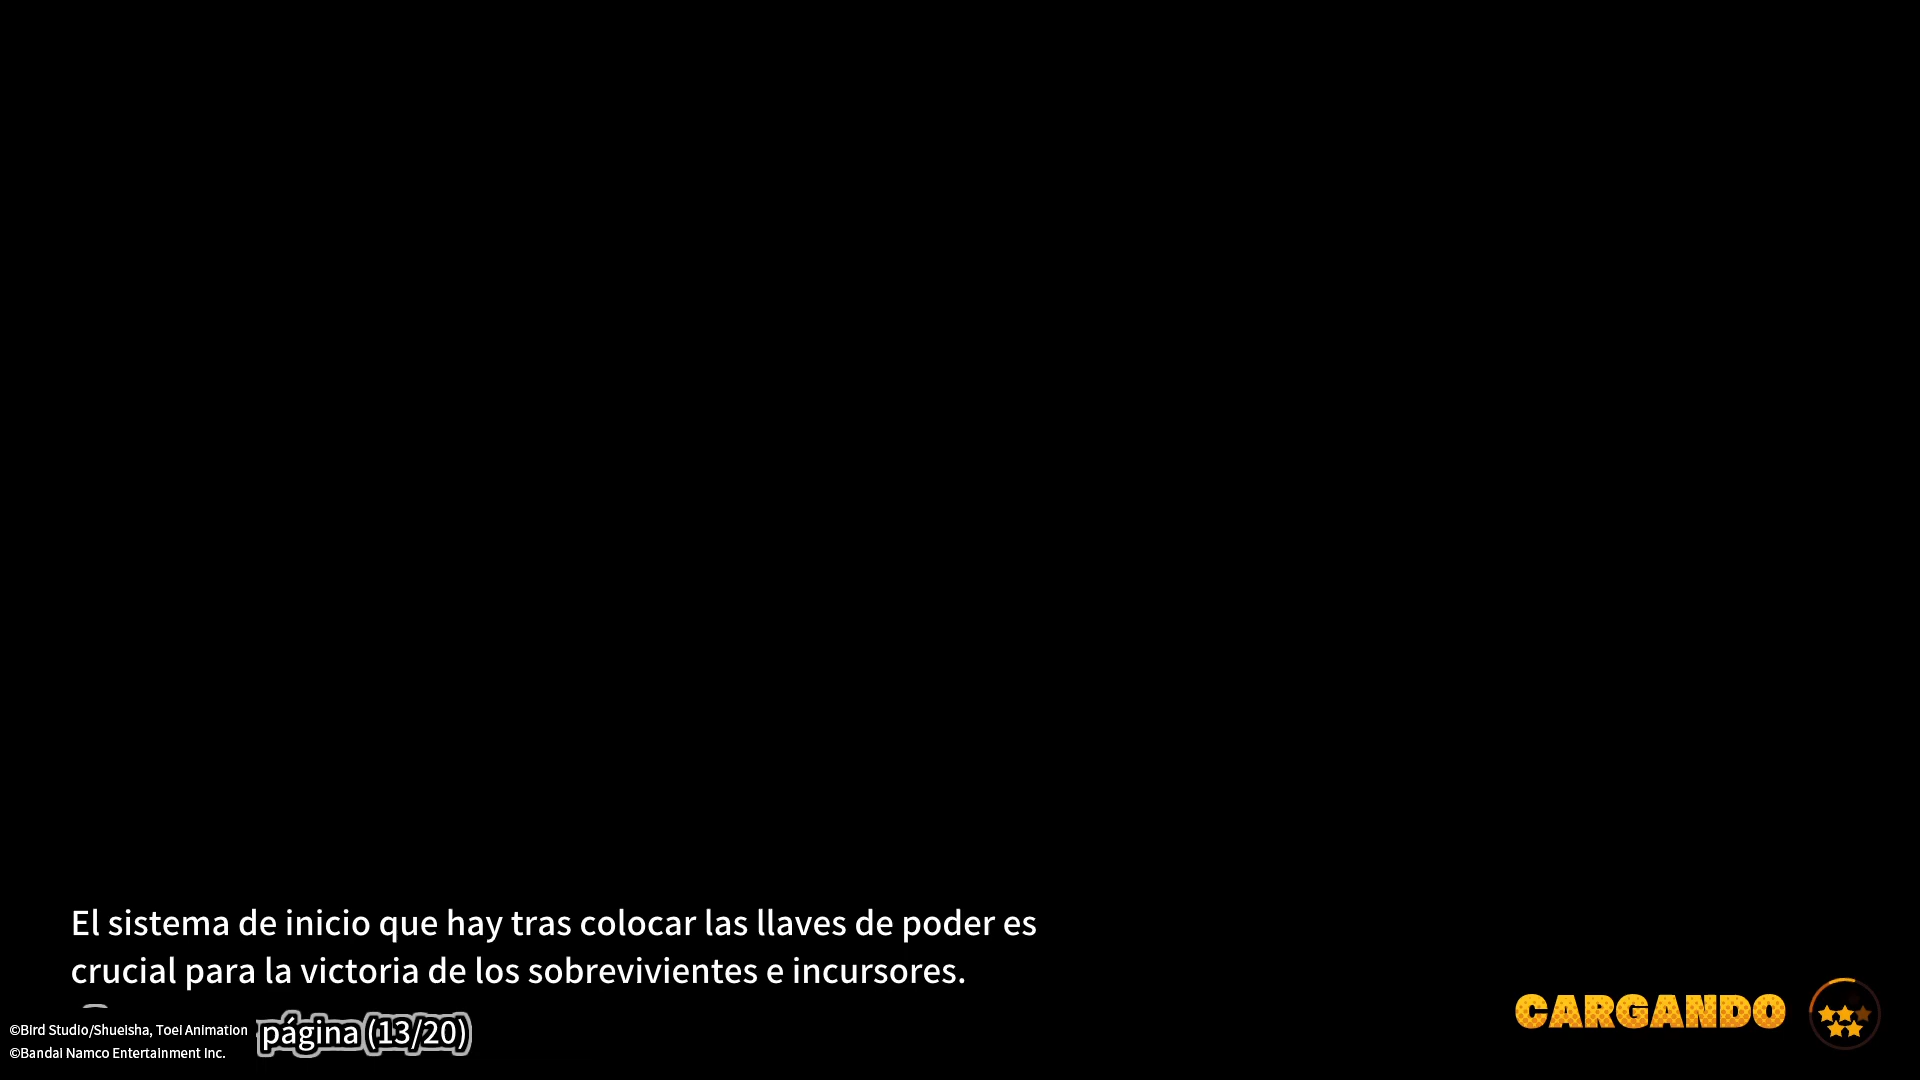 El sistema de inicio que hay tras colocar las llaves de poder es
crucial para la victoria de los sobrevivientes e incursores.
página (13/20)
©Bird Studio/Shueisha, Toei Animation
©Bandai Namco Entertainment Inc.
CARGANDO